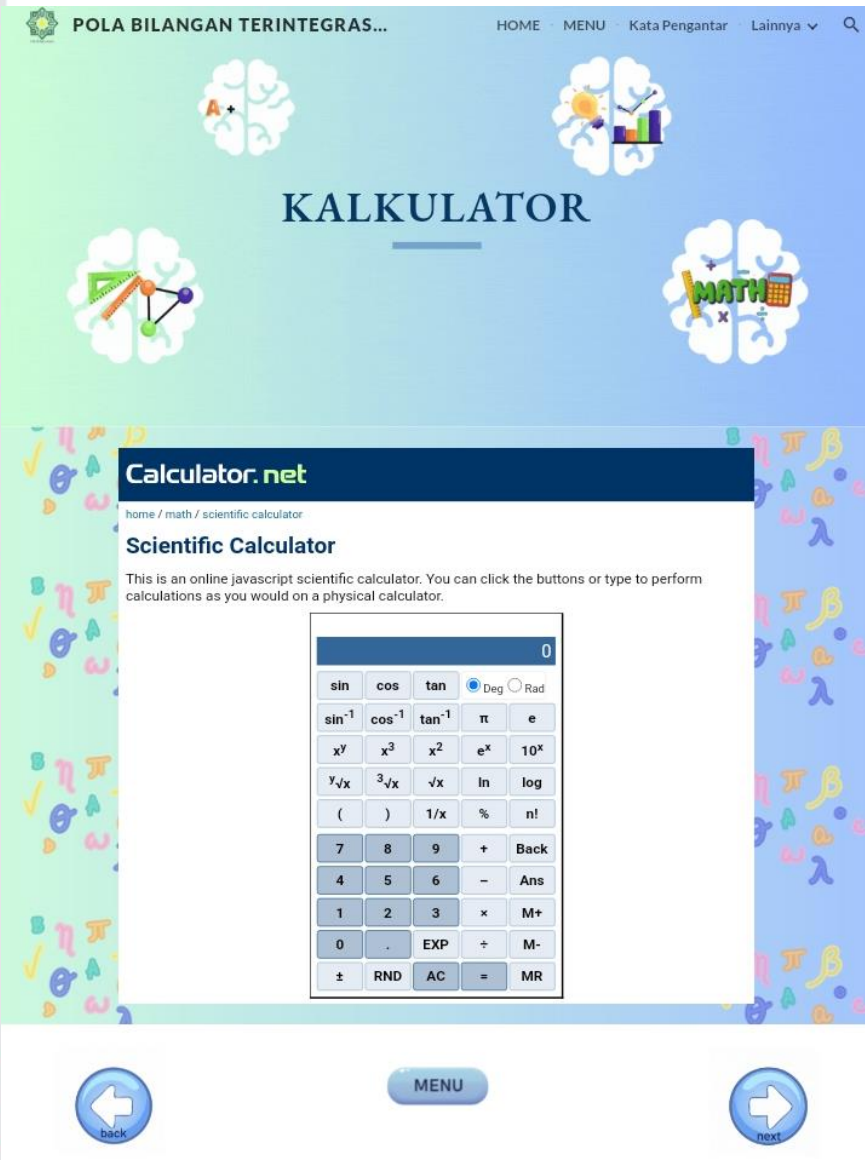 POLA BILANGAN TERINTEGRAS... HOME MENU Kata Pengantar Lainnya
A+
KALKULATOR
MATH
Calculator.net
home / math / scientific calculator
Scientific Calculator
This is an online javascript scientific calculator. You can click the buttons or type to perform
calculations as you would on a physical calculator.
0
sin cos tan Deg Rad
sin⁻¹ cos⁻¹ tan⁻¹ π e
xʸ x³ x² eˣ 10ˣ
ʸ√x ³√x √x ln log
( ) 1/x % n!
7 8 9 + Back
4 5 6 – Ans
1 2 3 × M+
0 . EXP ÷ M-
± RND AC = MR
back MENU next